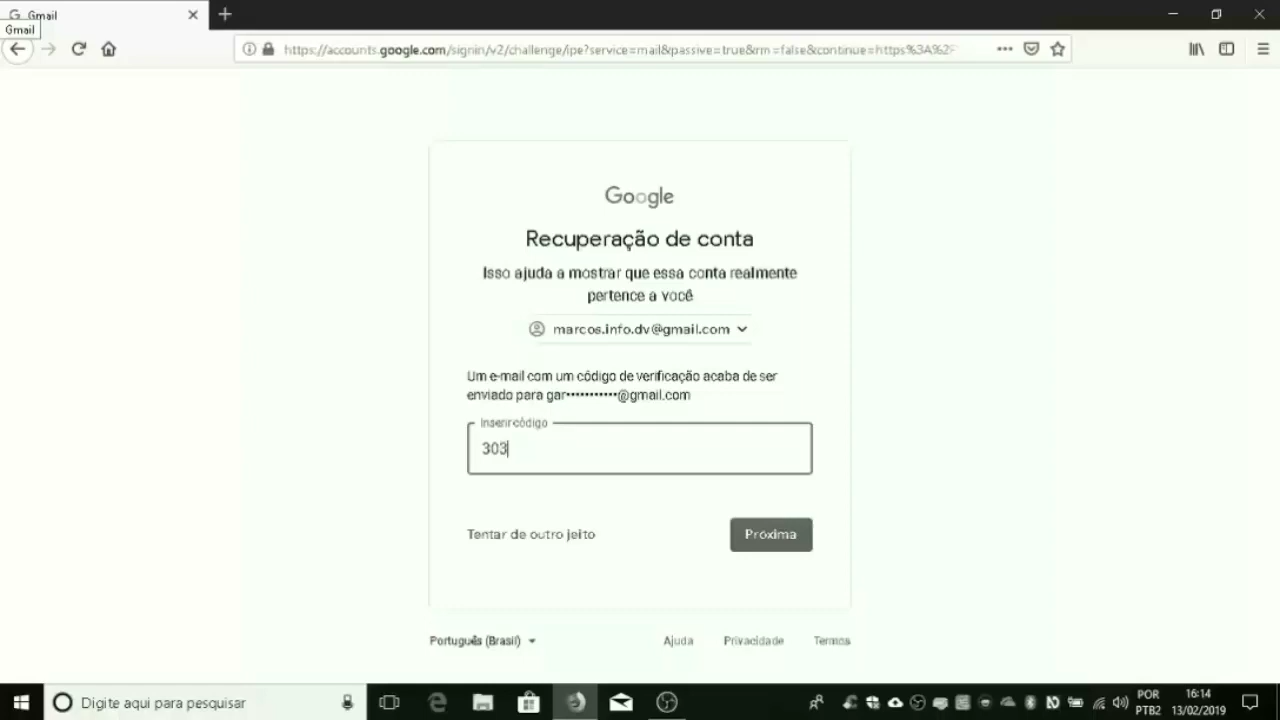 Gmail
Gmail
https://accounts.google.com/signin/v2/challenge/ipe?service=mail&passive=true&rm=false&continue=https%3A%2F
Google
Recuperação de conta
Isso ajuda a mostrar que essa conta realmente
pertence a você
marcos.info.dv@gmail.com
Um e-mail com um código de verificação acaba de ser
enviado para gar•••••••••••@gmail.com
Inserir código
303
Tentar de outro jeito
Próxima
Português (Brasil)
Ajuda
Privacidade
Termos
Digite aqui para pesquisar
POR
PTB2
16:14
13/02/2019